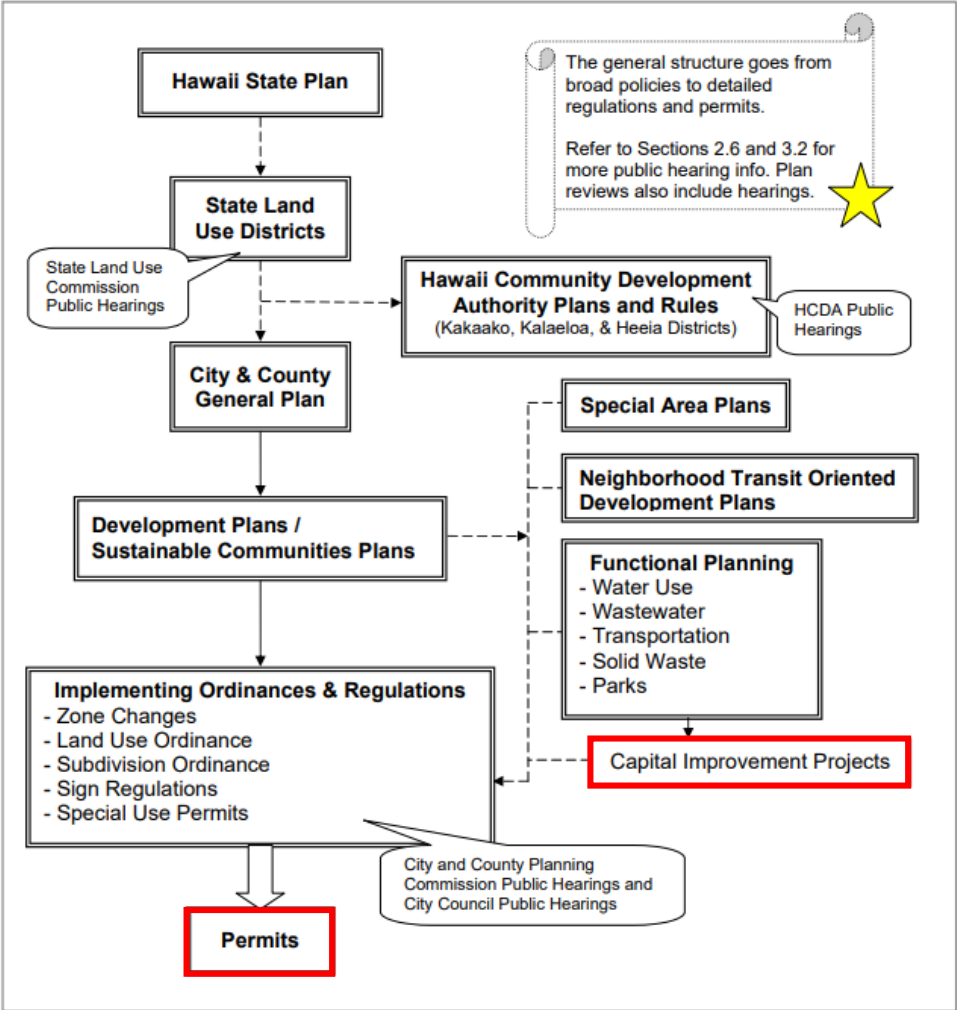 Hawaii State Plan
The general structure goes from
broad policies to detailed
regulations and permits.
Refer to Sections 2.6 and 3.2 for
more public hearing info. Plan
reviews also include hearings.
State Land
Use Districts
State Land Use
Commission
Public Hearings
Hawaii Community Development
Authority Plans and Rules
(Kakaako, Kalaeloa, & Heeia Districts)
HCDA Public
Hearings
City & County
General Plan
Special Area Plans
Neighborhood Transit Oriented
Development Plans
Development Plans /
Sustainable Communities Plans
Functional Planning
- Water Use
- Wastewater
- Transportation
- Solid Waste
- Parks
Capital Improvement Projects
Implementing Ordinances & Regulations
- Zone Changes
- Land Use Ordinance
- Subdivision Ordinance
- Sign Regulations
- Special Use Permits
City and County Planning
Commission Public Hearings and
City Council Public Hearings
Permits